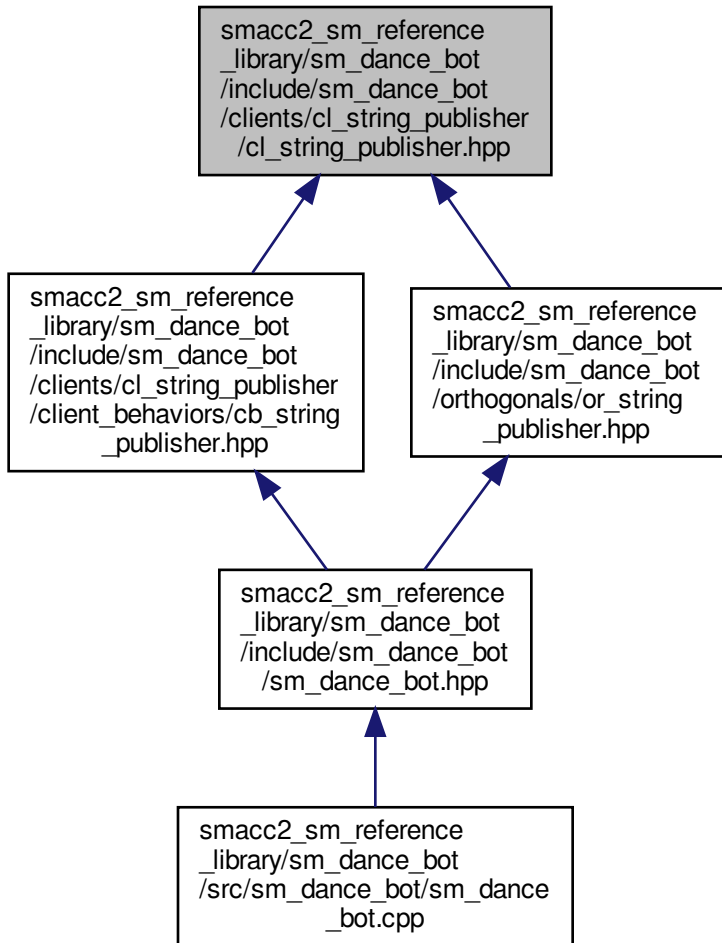 smacc2_sm_reference
_library/sm_dance_bot
/include/sm_dance_bot
/clients/cl_string_publisher
/cl_string_publisher.hpp
smacc2_sm_reference
_library/sm_dance_bot
/include/sm_dance_bot
/clients/cl_string_publisher
/client_behaviors/cb_string
_publisher.hpp
smacc2_sm_reference
_library/sm_dance_bot
/include/sm_dance_bot
/orthogonals/or_string
_publisher.hpp
smacc2_sm_reference
_library/sm_dance_bot
/include/sm_dance_bot
/sm_dance_bot.hpp
smacc2_sm_reference
_library/sm_dance_bot
/src/sm_dance_bot/sm_dance
_bot.cpp